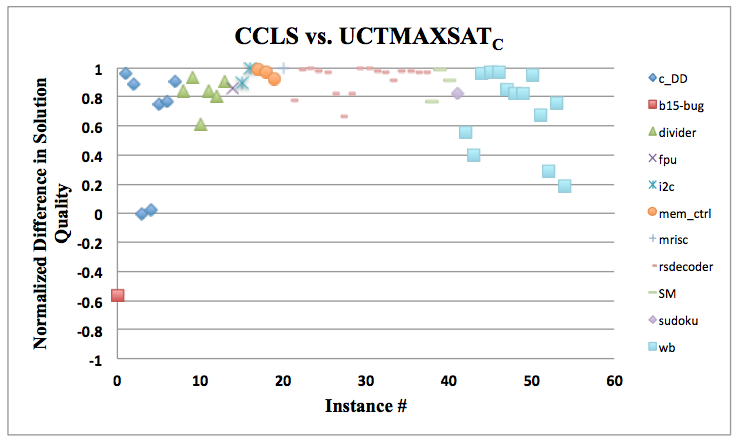 CCLS vs. UCTMAXSATC
Normalized Difference in Solution
Quality
1
0.8
0.6
0.4
0.2
0
-0.2
-0.4
-0.6
-0.8
-1
0
10
20
30
40
50
60
Instance #
c_DD
b15-bug
divider
fpu
i2c
mem_ctrl
mrisc
rsdecoder
SM
sudoku
wb